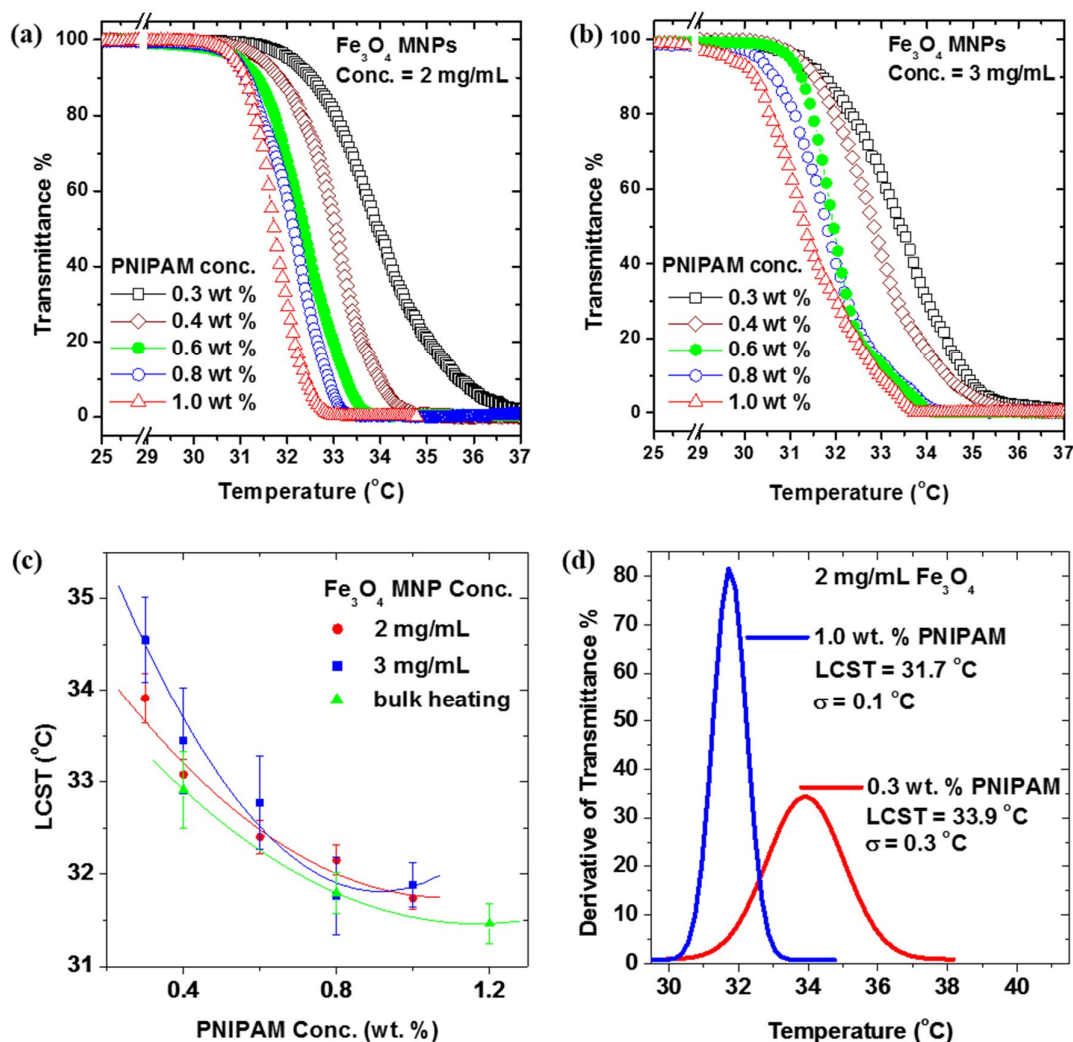 (a)
Fe₃O₄ MNPs
Conc. = 2 mg/mL
Transmittance %
100
80
60
40
20
0
PNIPAM conc.
0.3 wt %
0.4 wt %
0.6 wt %
0.8 wt %
1.0 wt %
25 29 30 31 32 33 34 35 36 37
Temperature (°C)
(b)
Fe₃O₄ MNPs
Conc. = 3 mg/mL
Transmittance %
100
80
60
40
20
0
PNIPAM conc.
0.3 wt %
0.4 wt %
0.6 wt %
0.8 wt %
1.0 wt %
25 29 30 31 32 33 34 35 36 37
Temperature (°C)
(c)
Fe₃O₄ MNP Conc.
2 mg/mL
3 mg/mL
bulk heating
LCST (°C)
35
34
33
32
31
0.4 0.8 1.2
PNIPAM Conc. (wt. %)
(d)
2 mg/mL Fe₃O₄
Derivative of Transmittance %
80
70
60
50
40
30
20
10
0
1.0 wt. % PNIPAM
LCST = 31.7 °C
σ = 0.1 °C
0.3 wt. % PNIPAM
LCST = 33.9 °C
σ = 0.3 °C
30 32 34 36 38 40
Temperature (°C)